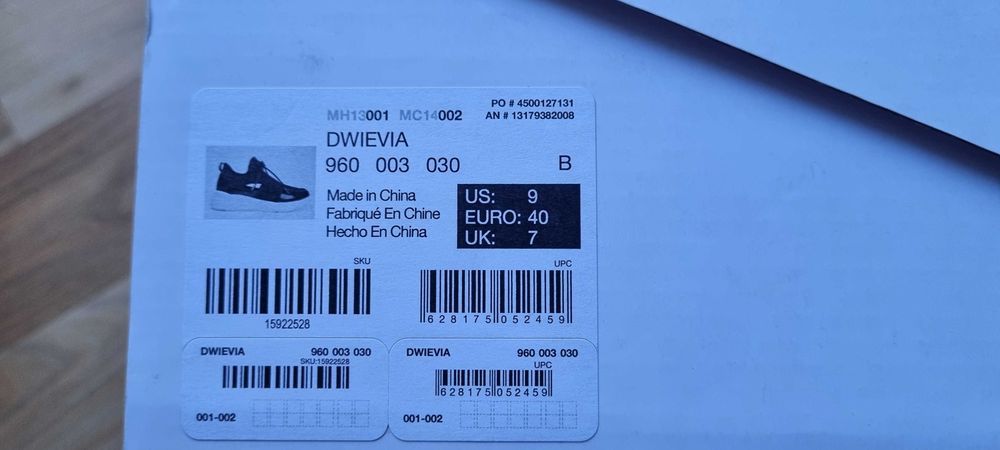 PO # 4500127131
MH13001 MC14002 AN # 13179382008
DWIEVIA
960 003 030 B
Made in China
Fabriqué En Chine
Hecho En China
US: 9
EURO: 40
UK: 7
SKU
15922528
UPC
628175 052459
DWIEVIA 960 003 030
SKU:15922528
001-002
DWIEVIA 960 003 030
UPC
628175 052459
001-002